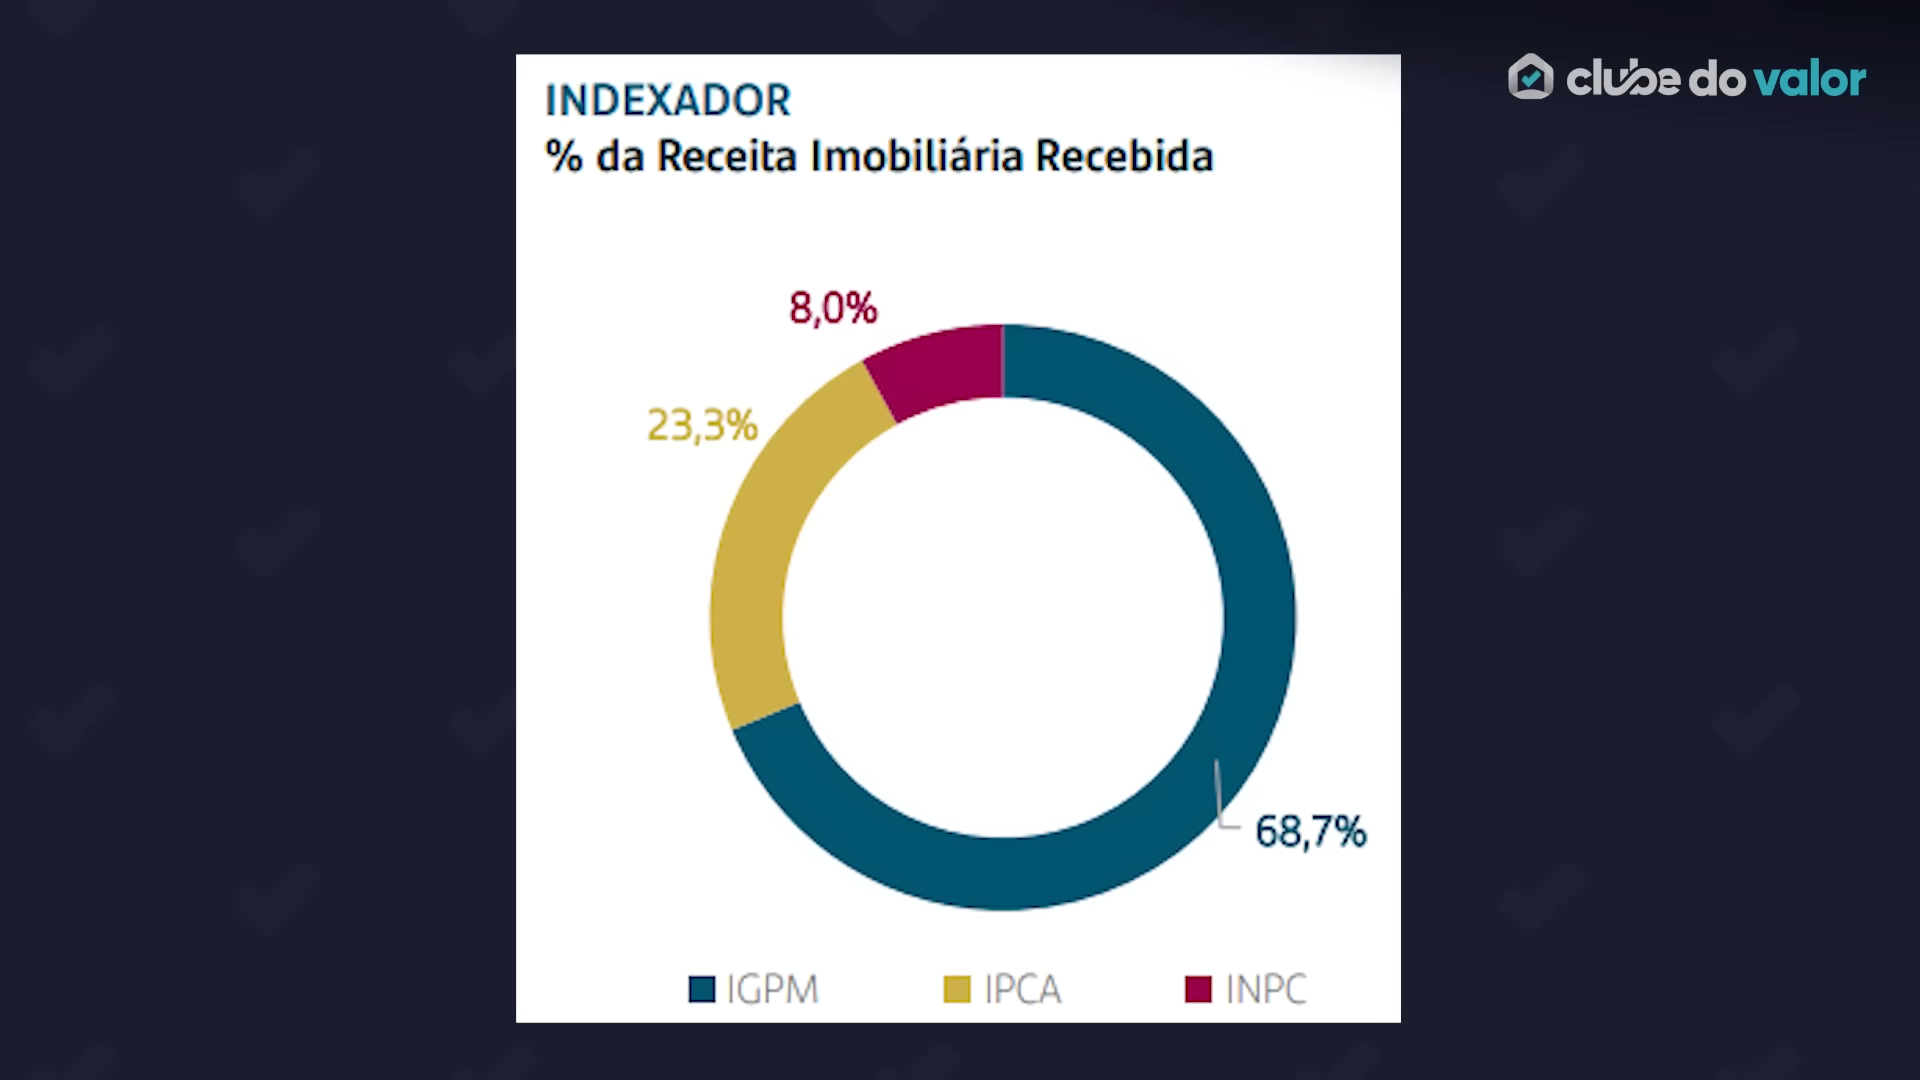 clube do valor
INDEXADOR
% da Receita Imobiliária Recebida
8,0%
23,3%
68,7%
IGPM IPCA INPC